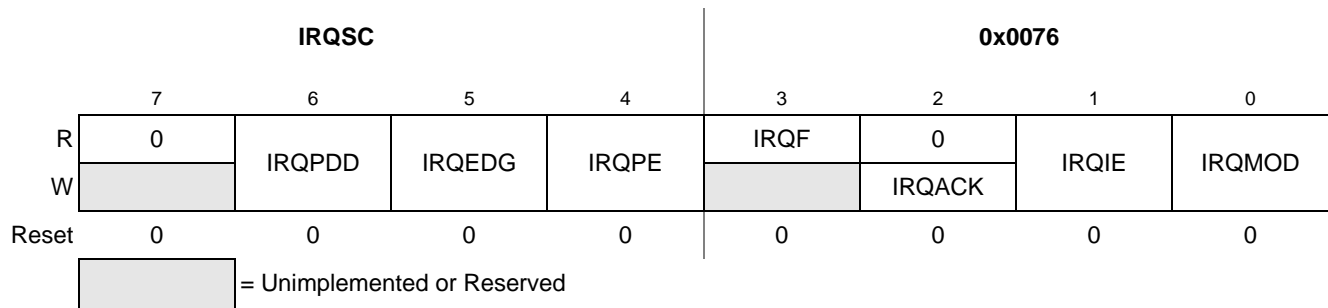 IRQSC 0x0076
7 6 5 4 3 2 1 0
R 0 IRQPDD IRQEDG IRQPE IRQF 0 IRQIE IRQMOD
W IRQACK
Reset 0 0 0 0 0 0 0 0
= Unimplemented or Reserved